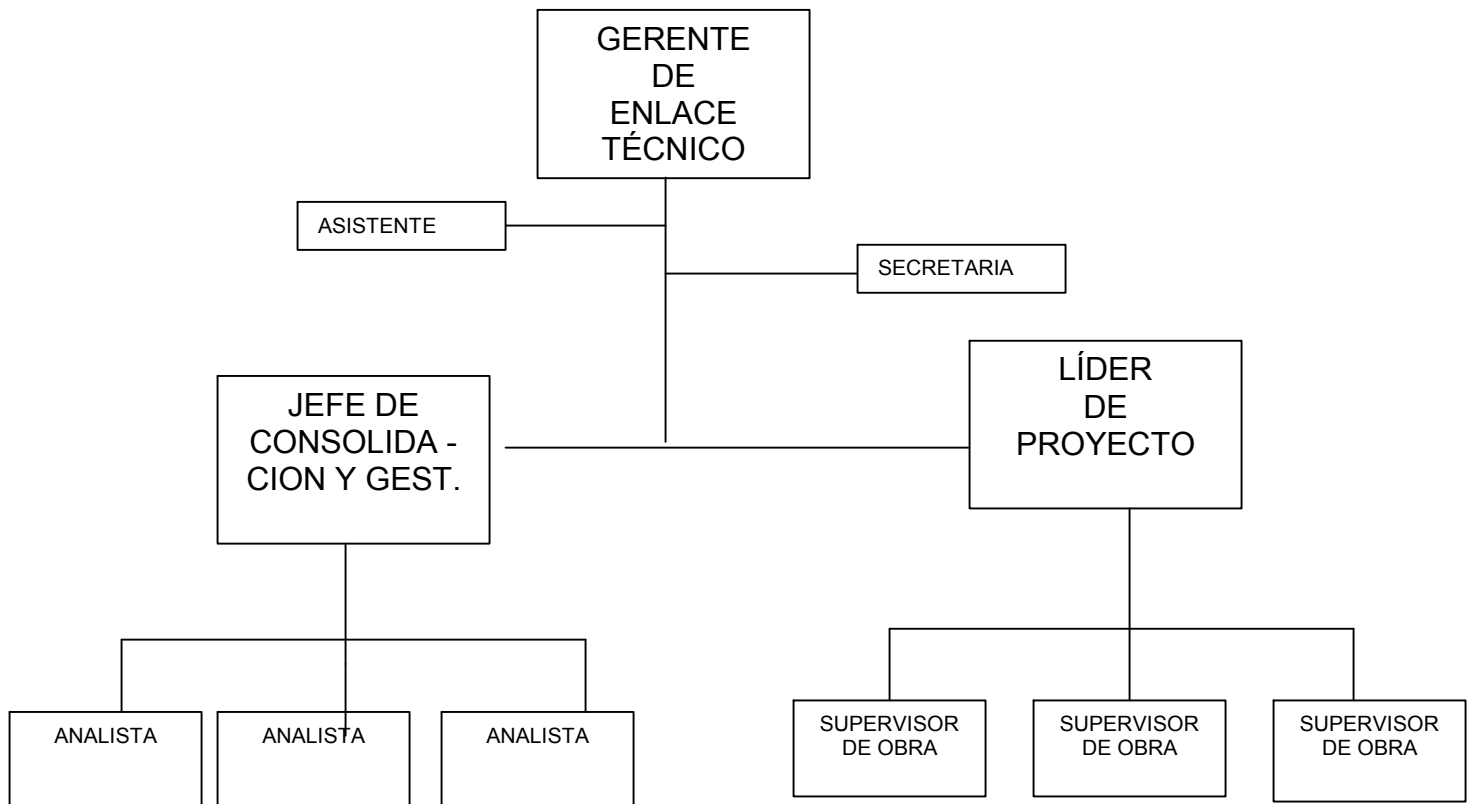 GERENTE
DE
ENLACE
TÉCNICO
ASISTENTE
SECRETARIA
JEFE DE
CONSOLIDA -
CION Y GEST.
LÍDER
DE
PROYECTO
ANALISTA
ANALISTA
ANALISTA
SUPERVISOR
DE OBRA
SUPERVISOR
DE OBRA
SUPERVISOR
DE OBRA